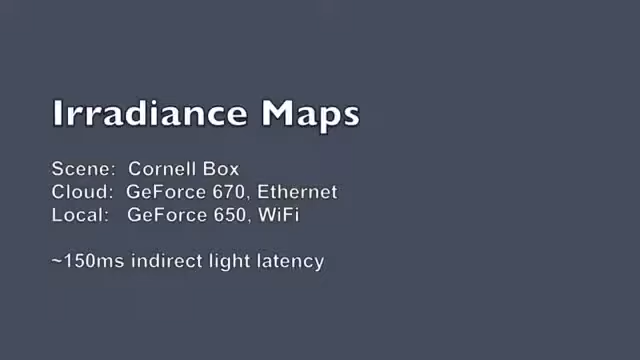 Irradiance Maps
Scene: Cornell Box
Cloud: GeForce 670, Ethernet
Local: GeForce 650, WiFi
~150ms indirect light latency